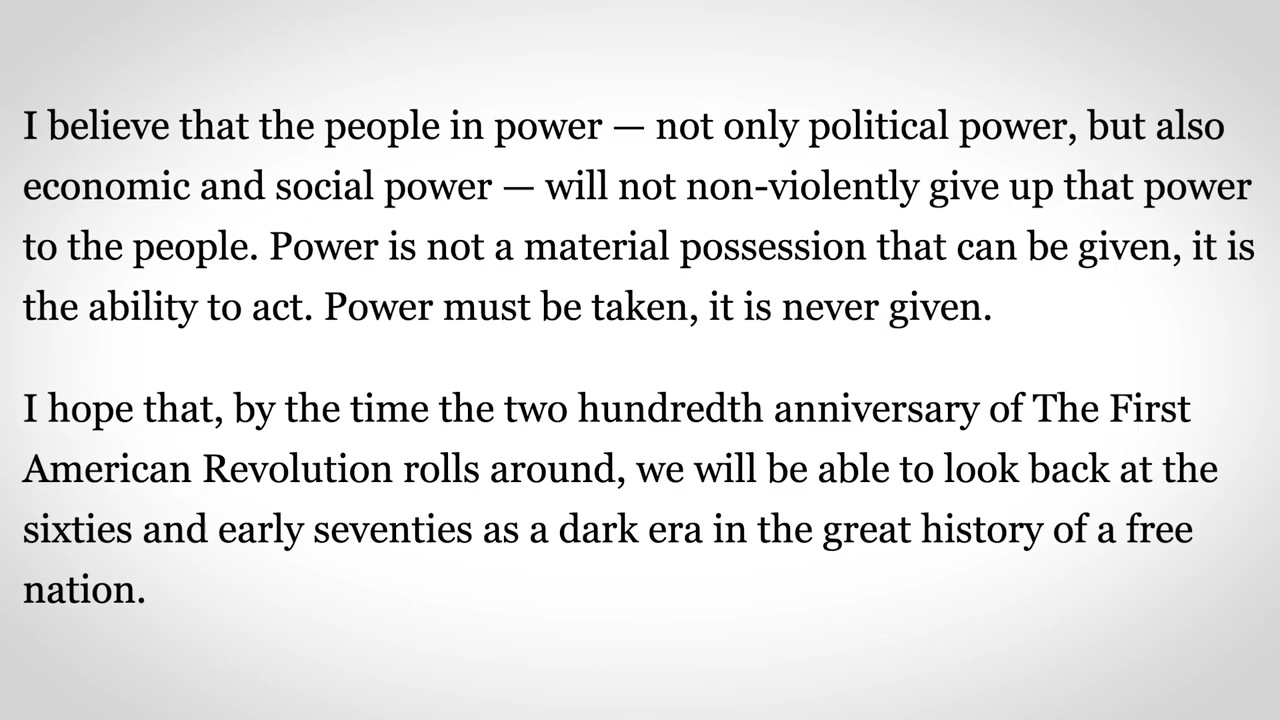 I believe that the people in power — not only political power, but also
economic and social power — will not non-violently give up that power
to the people. Power is not a material possession that can be given, it is
the ability to act. Power must be taken, it is never given.
I hope that, by the time the two hundredth anniversary of The First
American Revolution rolls around, we will be able to look back at the
sixties and early seventies as a dark era in the great history of a free
nation.